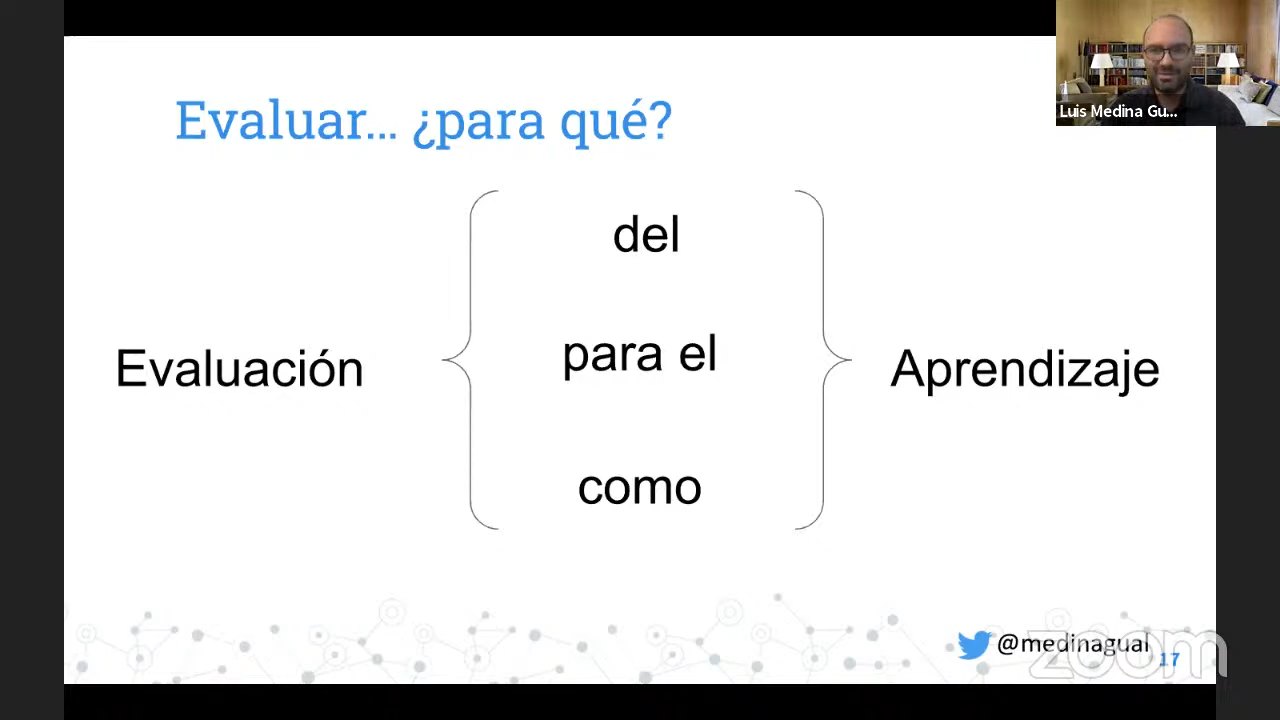 Evaluar... ¿para qué?
Luis Medina Gu...
del
Evaluación
para el
Aprendizaje
como
@medinagual
zoom
17